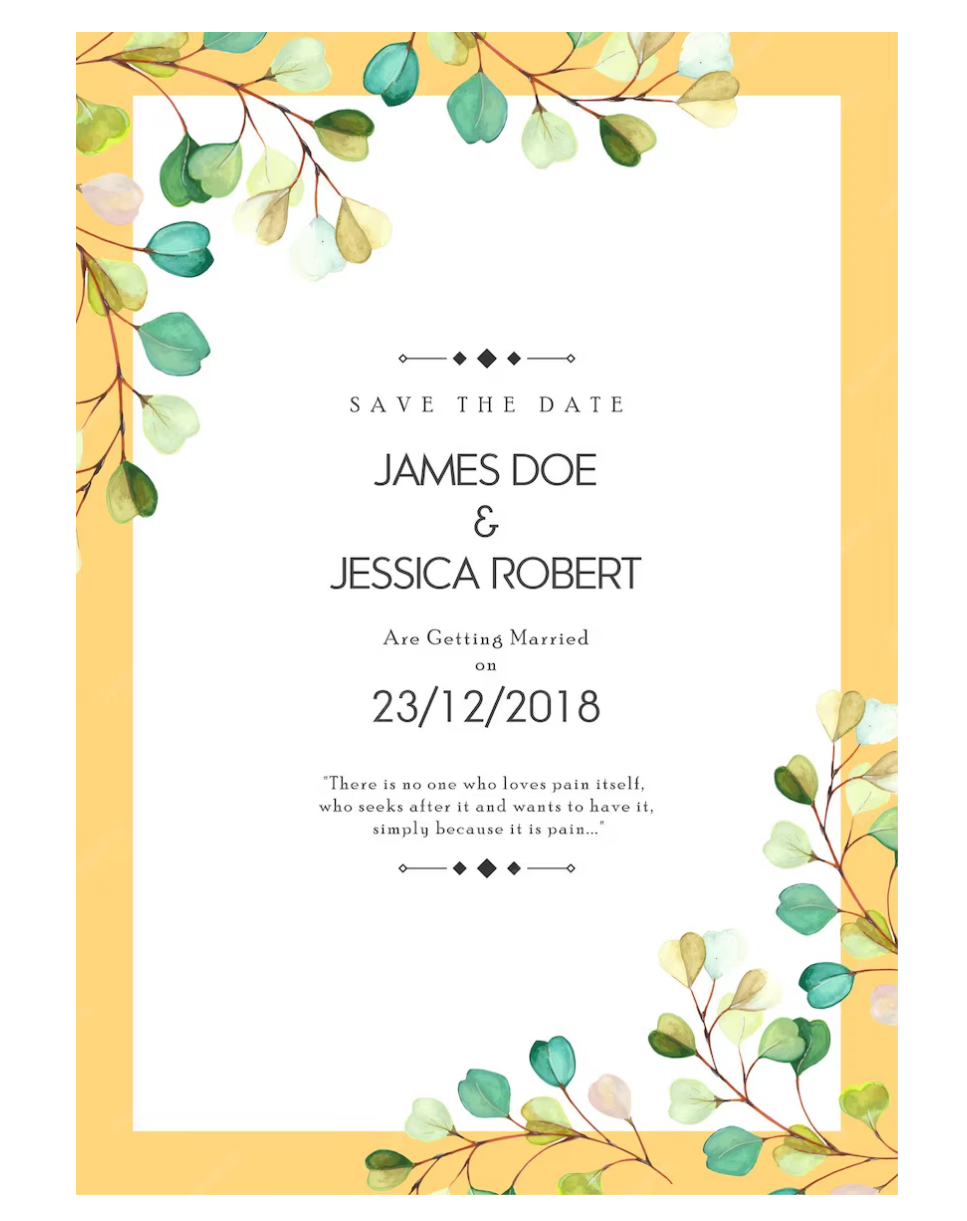 SAVE THE DATE
JAMES DOE
&
JESSICA ROBERT
Are Getting Married
on
23/12/2018
"There is no one who loves pain itself,
who seeks after it and wants to have it,
simply because it is pain..."